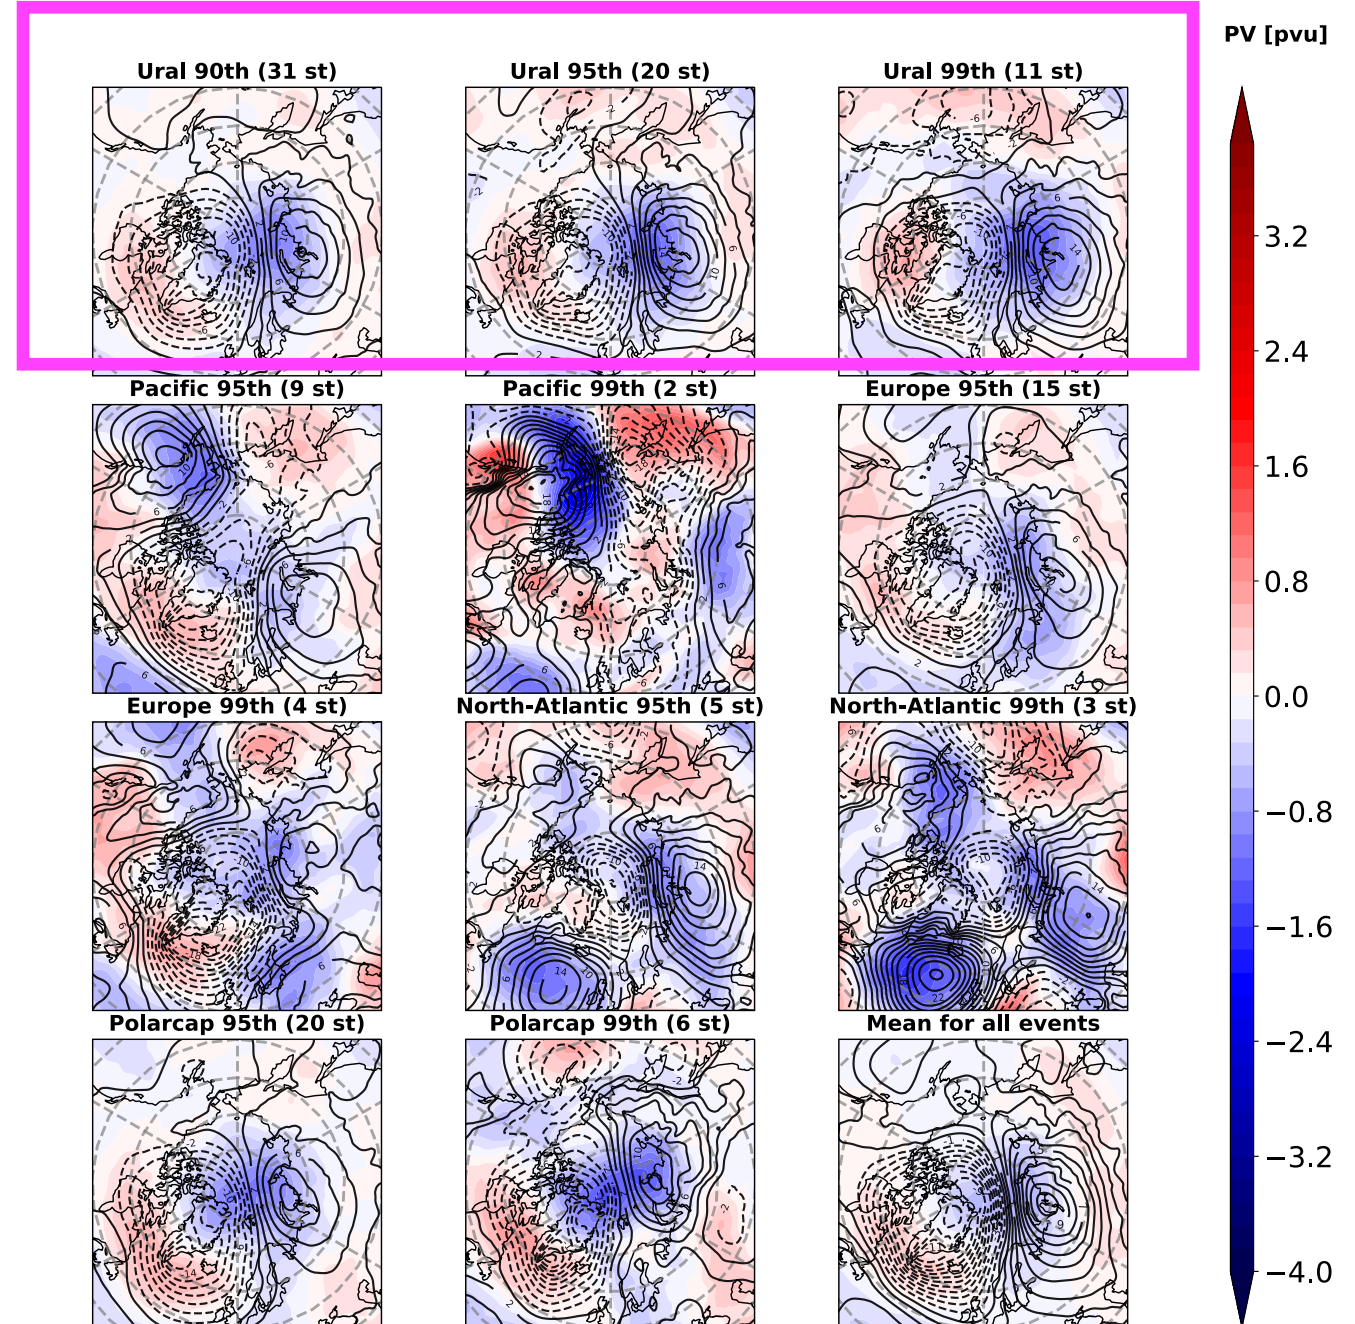 PV [pvu]
Ural 90th (31 st)
Ural 95th (20 st)
Ural 99th (11 st)
Pacific 95th (9 st)
Pacific 99th (2 st)
Europe 95th (15 st)
Europe 99th (4 st)
North-Atlantic 95th (5 st)
North-Atlantic 99th (3 st)
Polarcap 95th (20 st)
Polarcap 99th (6 st)
Mean for all events
3.2
2.4
1.6
0.8
0.0
−0.8
−1.6
−2.4
−3.2
−4.0